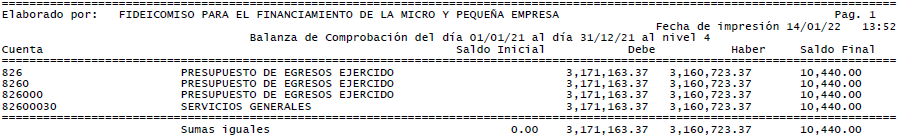 Elaborado por: FIDEICOMISO PARA EL FINANCIAMIENTO DE LA MICRO Y PEQUEÑA EMPRESA Pag. 1
Fecha de impresión 14/01/22 13:52
Balanza de Comprobación del día 01/01/21 al día 31/12/21 al nivel 4
Cuenta Saldo Inicial Debe Haber Saldo Final
826 PRESUPUESTO DE EGRESOS EJERCIDO 3,171,163.37 3,160,723.37 10,440.00
8260 PRESUPUESTO DE EGRESOS EJERCIDO 3,171,163.37 3,160,723.37 10,440.00
826000 PRESUPUESTO DE EGRESOS EJERCIDO 3,171,163.37 3,160,723.37 10,440.00
82600030 SERVICIOS GENERALES 3,171,163.37 3,160,723.37 10,440.00
Sumas iguales 0.00 3,171,163.37 3,160,723.37 10,440.00